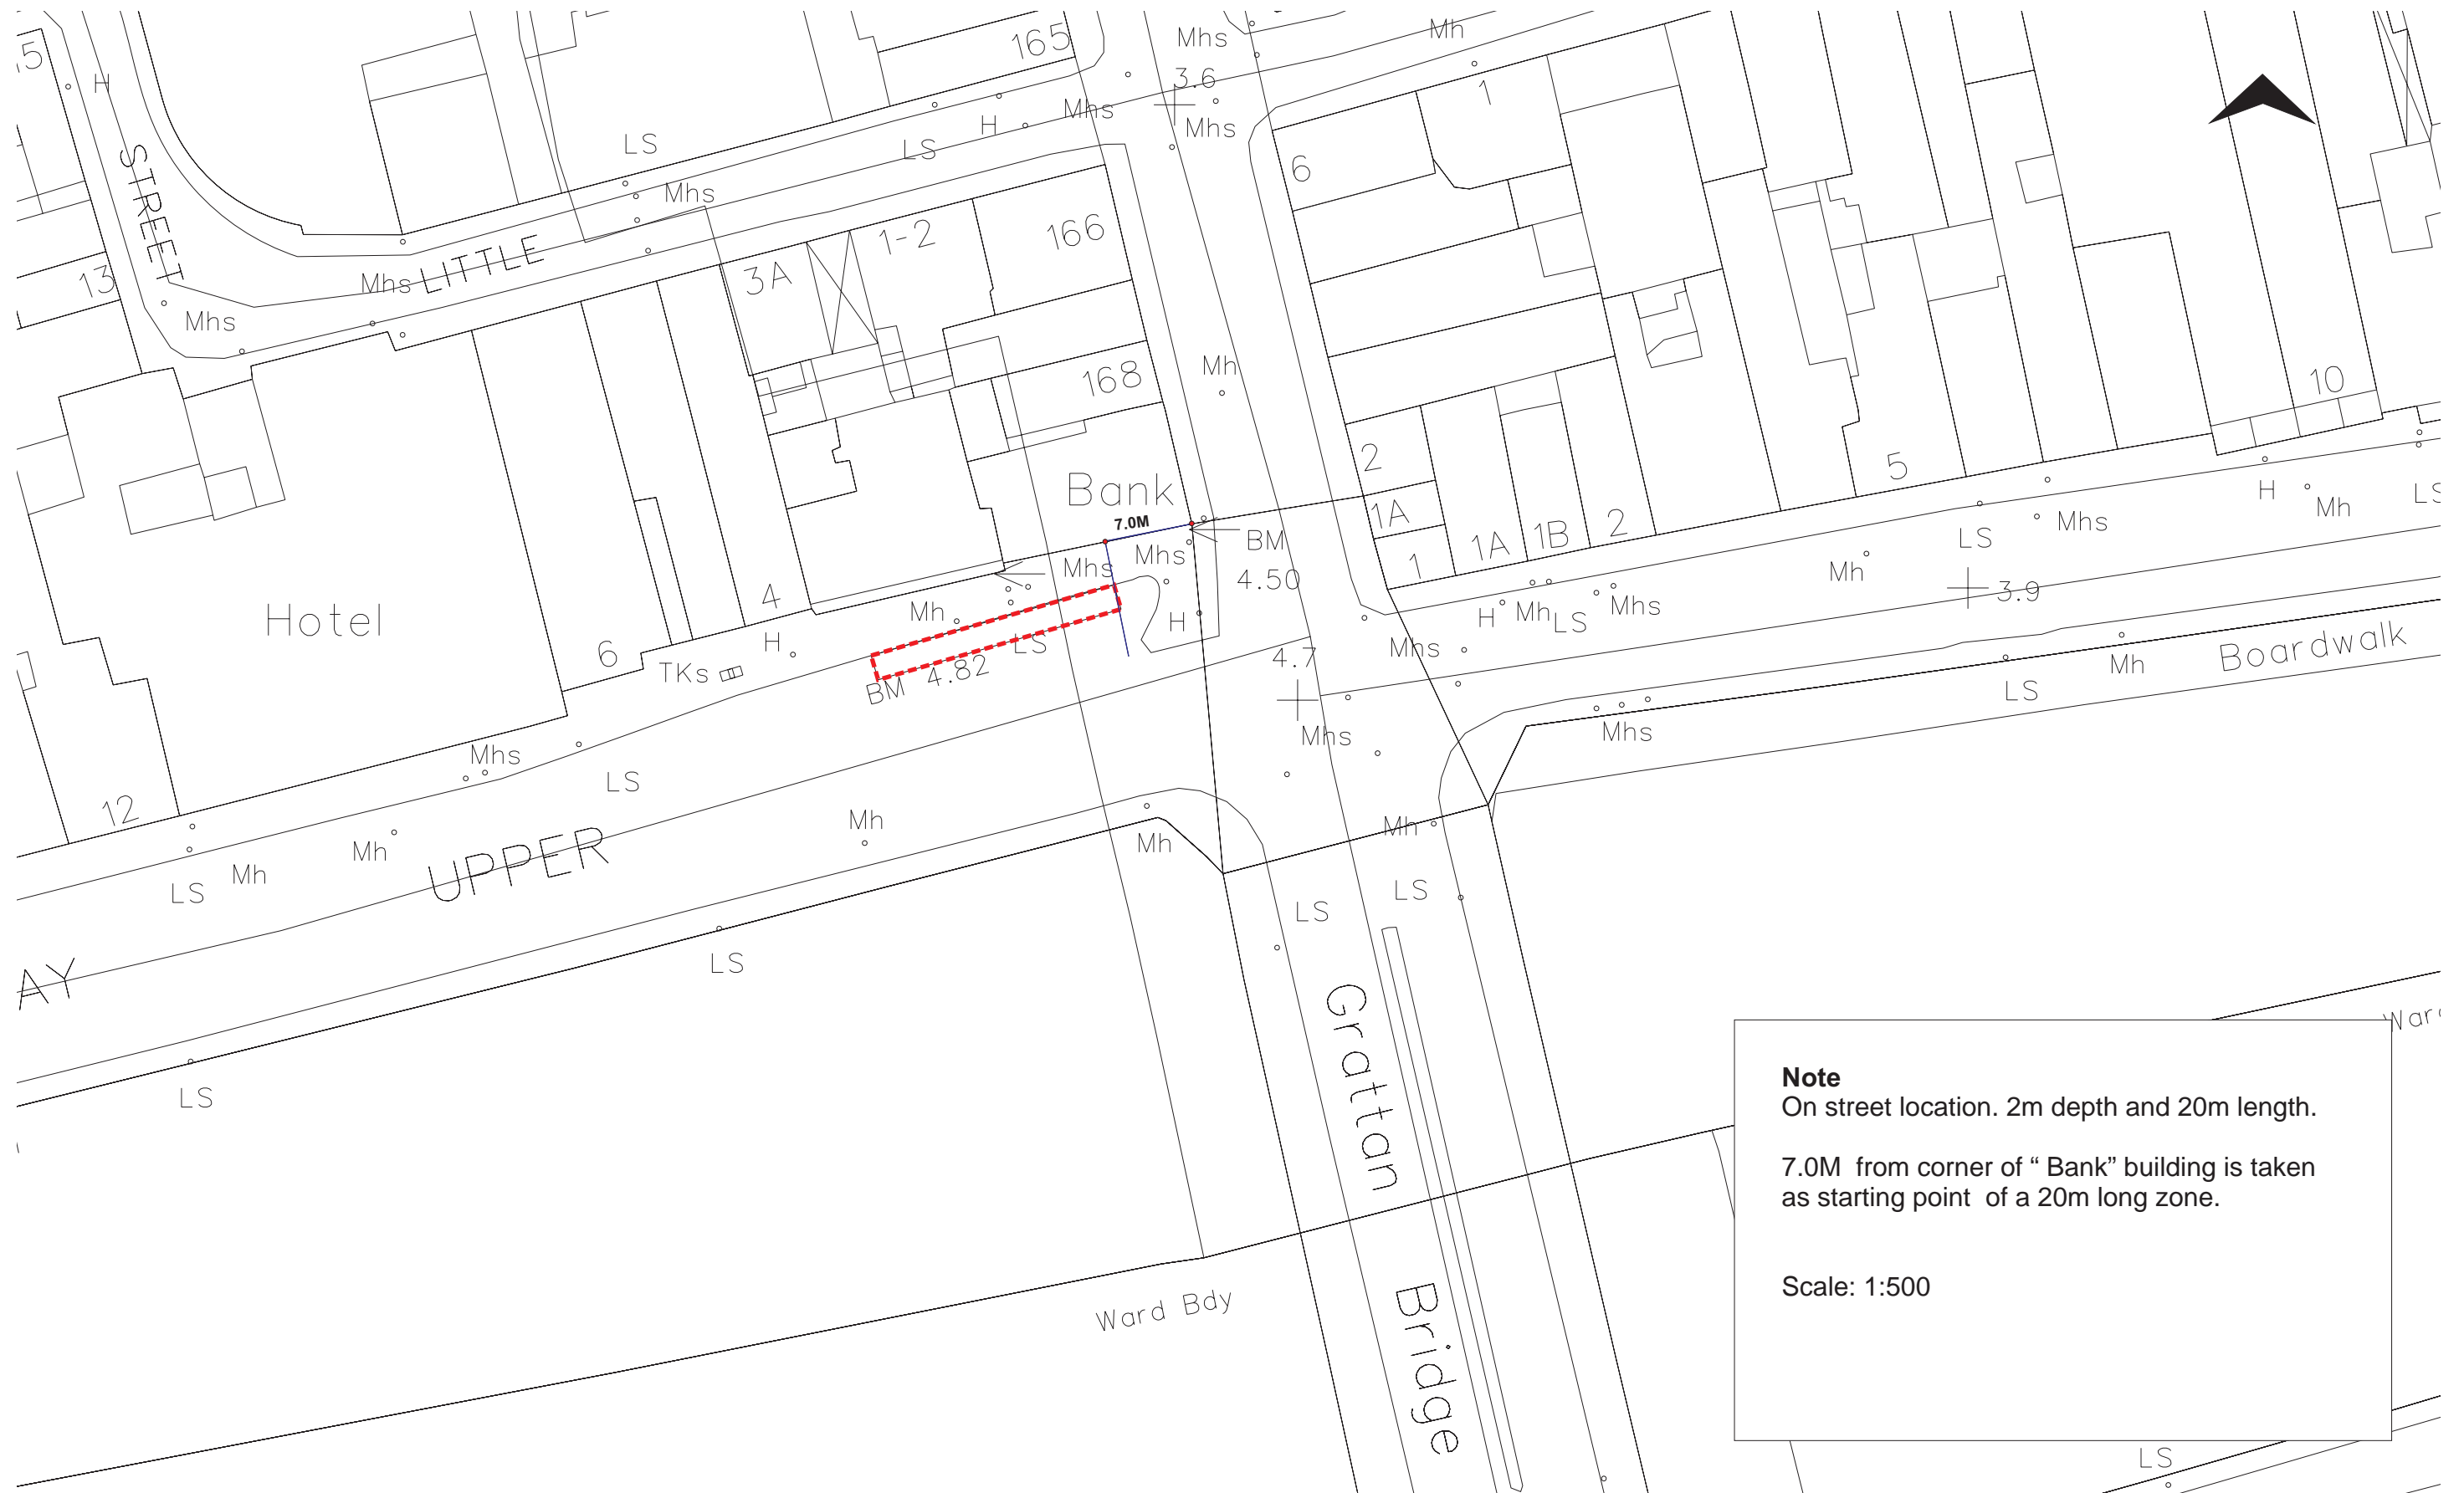 165
Mhs
Mh
15
H
3.6
Mhs
1
Mhs
H
LS
LS
6
STREET
Mhs
1-2
166
LITTLE
3A
Mhs
13
Mhs
Mh
168
10
2
5
Bank
1A
H
Mh
LS
7.0M
Mhs
BM
1A
1B
2
LS
Mhs
Mhs
1
4.50
Mh
3.9
4
Mh
H
Mh
LS
Mhs
Hotel
H
LS
4.7
Mhs
Boardwalk
6
TKs
BM 4.82
Mh
LS
Mhs
Mhs
Mhs
LS
12
Mh
Mh
Mh
Mh
UPPER
LS
Mh
LS
LS
LS
AY
Grattan
Bridge
LS
Ward Bdy
Note
On street location. 2m depth and 20m length.
7.0M from corner of “ Bank” building is taken
as starting point of a 20m long zone.
Scale: 1:500
LS